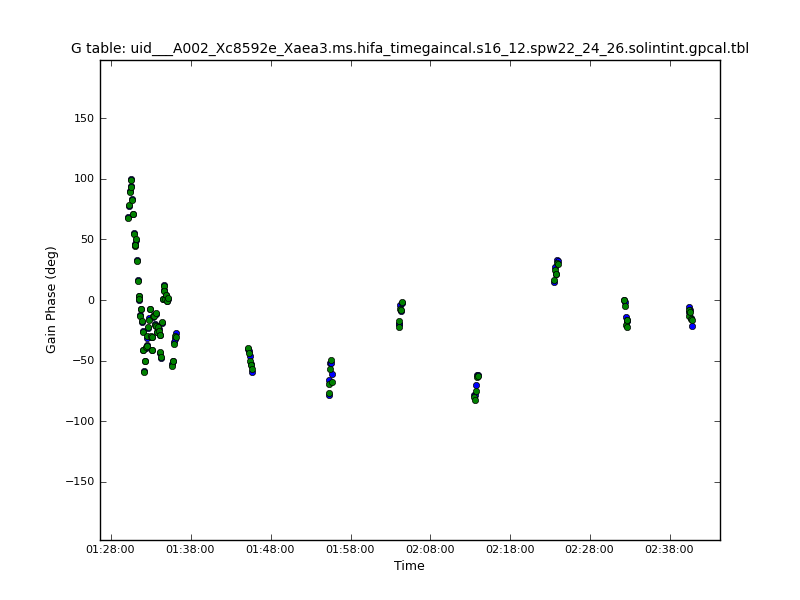 G table: uid___A002_Xc8592e_Xaea3.ms.hifa_timegaincal.s16_12.spw22_24_26.solintint.gpcal.tbl
150
100
50
0
−50
−100
−150
Gain Phase (deg)
01:28:00 01:38:00 01:48:00 01:58:00 02:08:00 02:18:00 02:28:00 02:38:00
Time